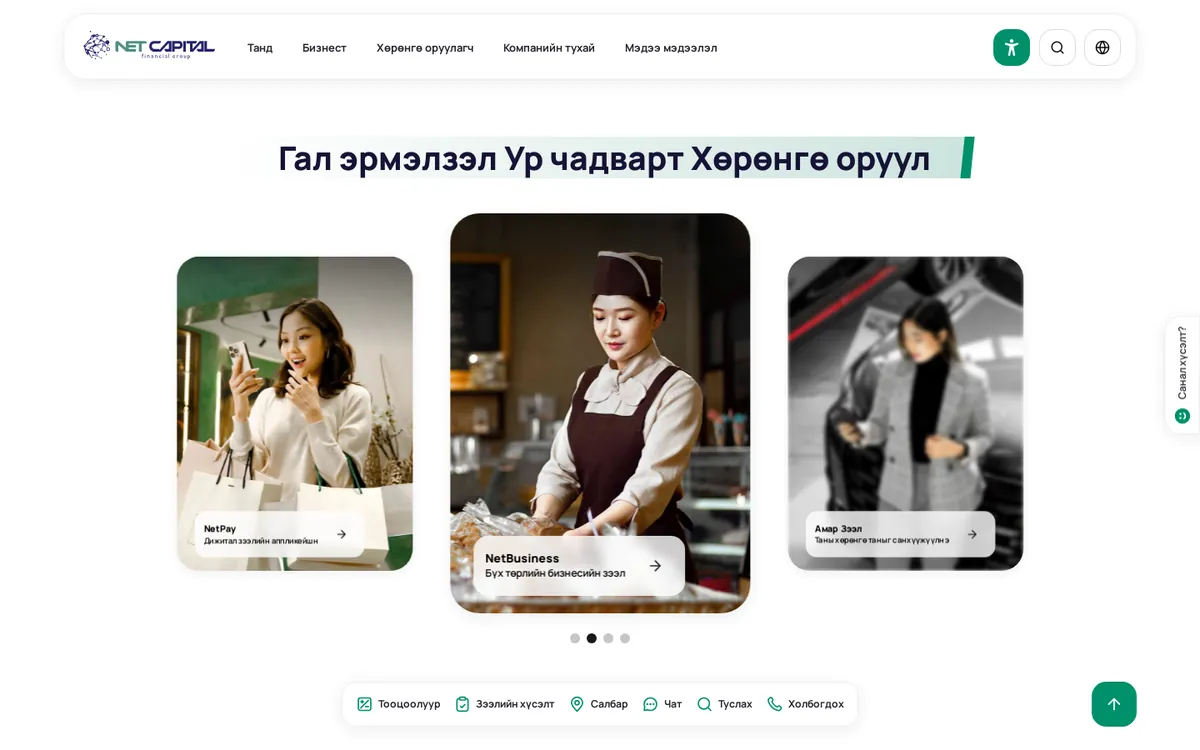 NET CAPITAL
financial group
Танд
Бизнест
Хөрөнгө оруулагч
Компанийн тухай
Мэдээ мэдээлэл
Гал эрмэлзэл Ур чадварт Хөрөнгө оруул
NetPay
Дижитал зээлийн аппликейшн
NetBusiness
Бүх төрлийн бизнесийн зээл
Амар Зээл
Таны хөрөнгө таныг санхүүжүүлнэ
Санал хүсэлт?
Тооцоолуур
Зээлийн хүсэлт
Салбар
Чат
Туслах
Холбогдох